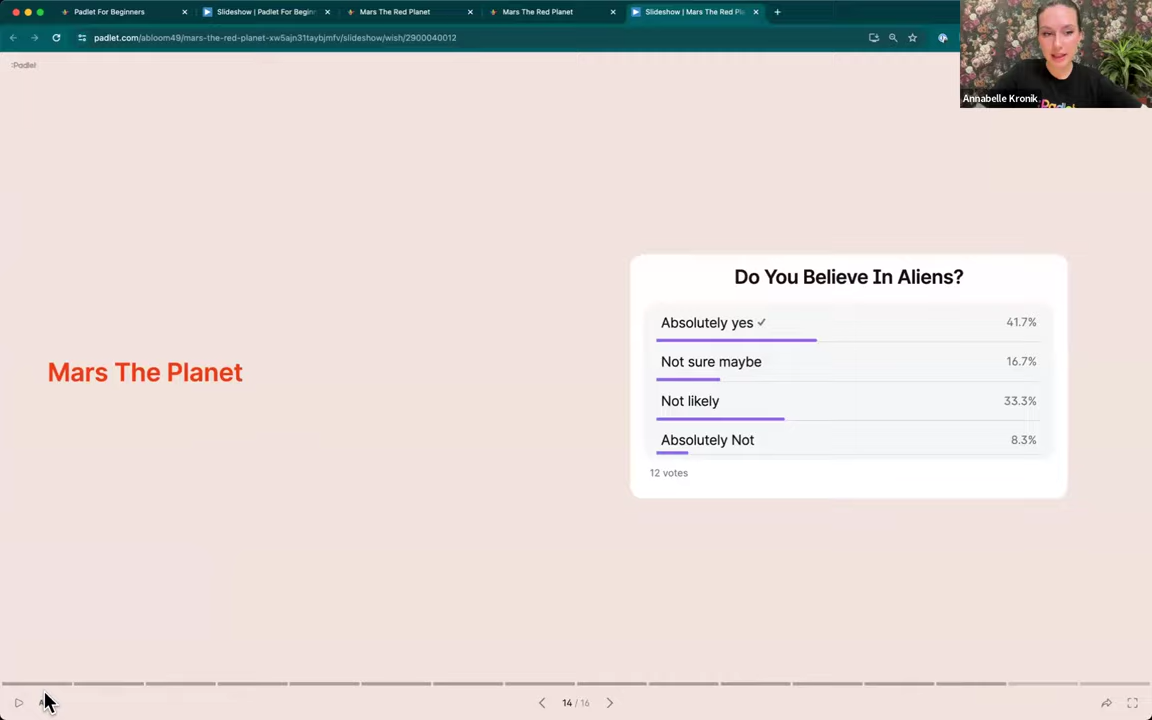 Padlet For Beginners
Slideshow | Padlet For Beginn
Mars The Red Planet
Mars The Red Planet
Slideshow | Mars The Red Pla
padlet.com/abloom49/mars-the-red-planet-xw5ajn31taybjmfv/slideshow/wish/2900040012
:Padlet
Annabelle Kronik
Do You Believe In Aliens?
Absolutely yes ✓ 41.7%
Not sure maybe 16.7%
Mars The Planet
Not likely 33.3%
Absolutely Not 8.3%
12 votes
14 / 16